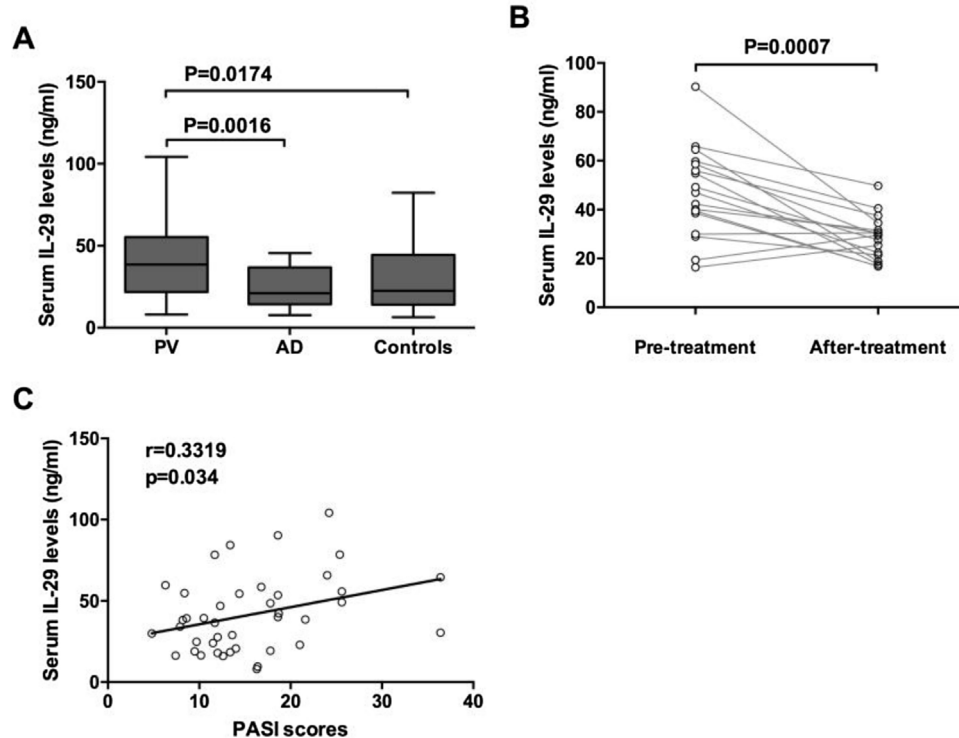 A
Serum IL-29 levels (ng/ml)
150
100
50
0
P=0.0174
P=0.0016
PV
AD
Controls
B
Serum IL-29 levels (ng/ml)
100
80
60
40
20
0
P=0.0007
Pre-treatment
After-treatment
C
Serum IL-29 levels (ng/ml)
150
100
50
0
r=0.3319
p=0.034
0
10
20
30
40
PASI scores